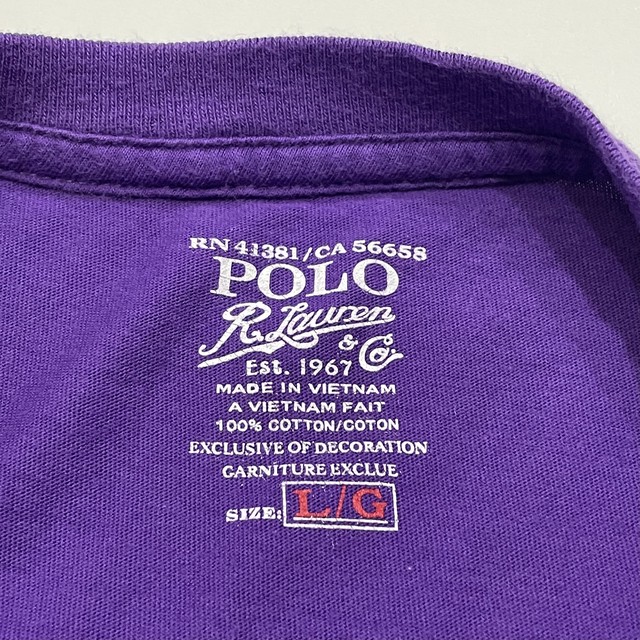 RN 41381/CA 56658
POLO
R. Lauren
& Co.
EST. 1967
MADE IN VIETNAM
A VIETNAM FAIT
100% COTTON/COTON
EXCLUSIVE OF DECORATION
GARNITURE EXCLUE
SIZE: L/G